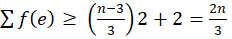 ∑ f(e) ≥ ((n−3)/3) 2 + 2 = 2n/3